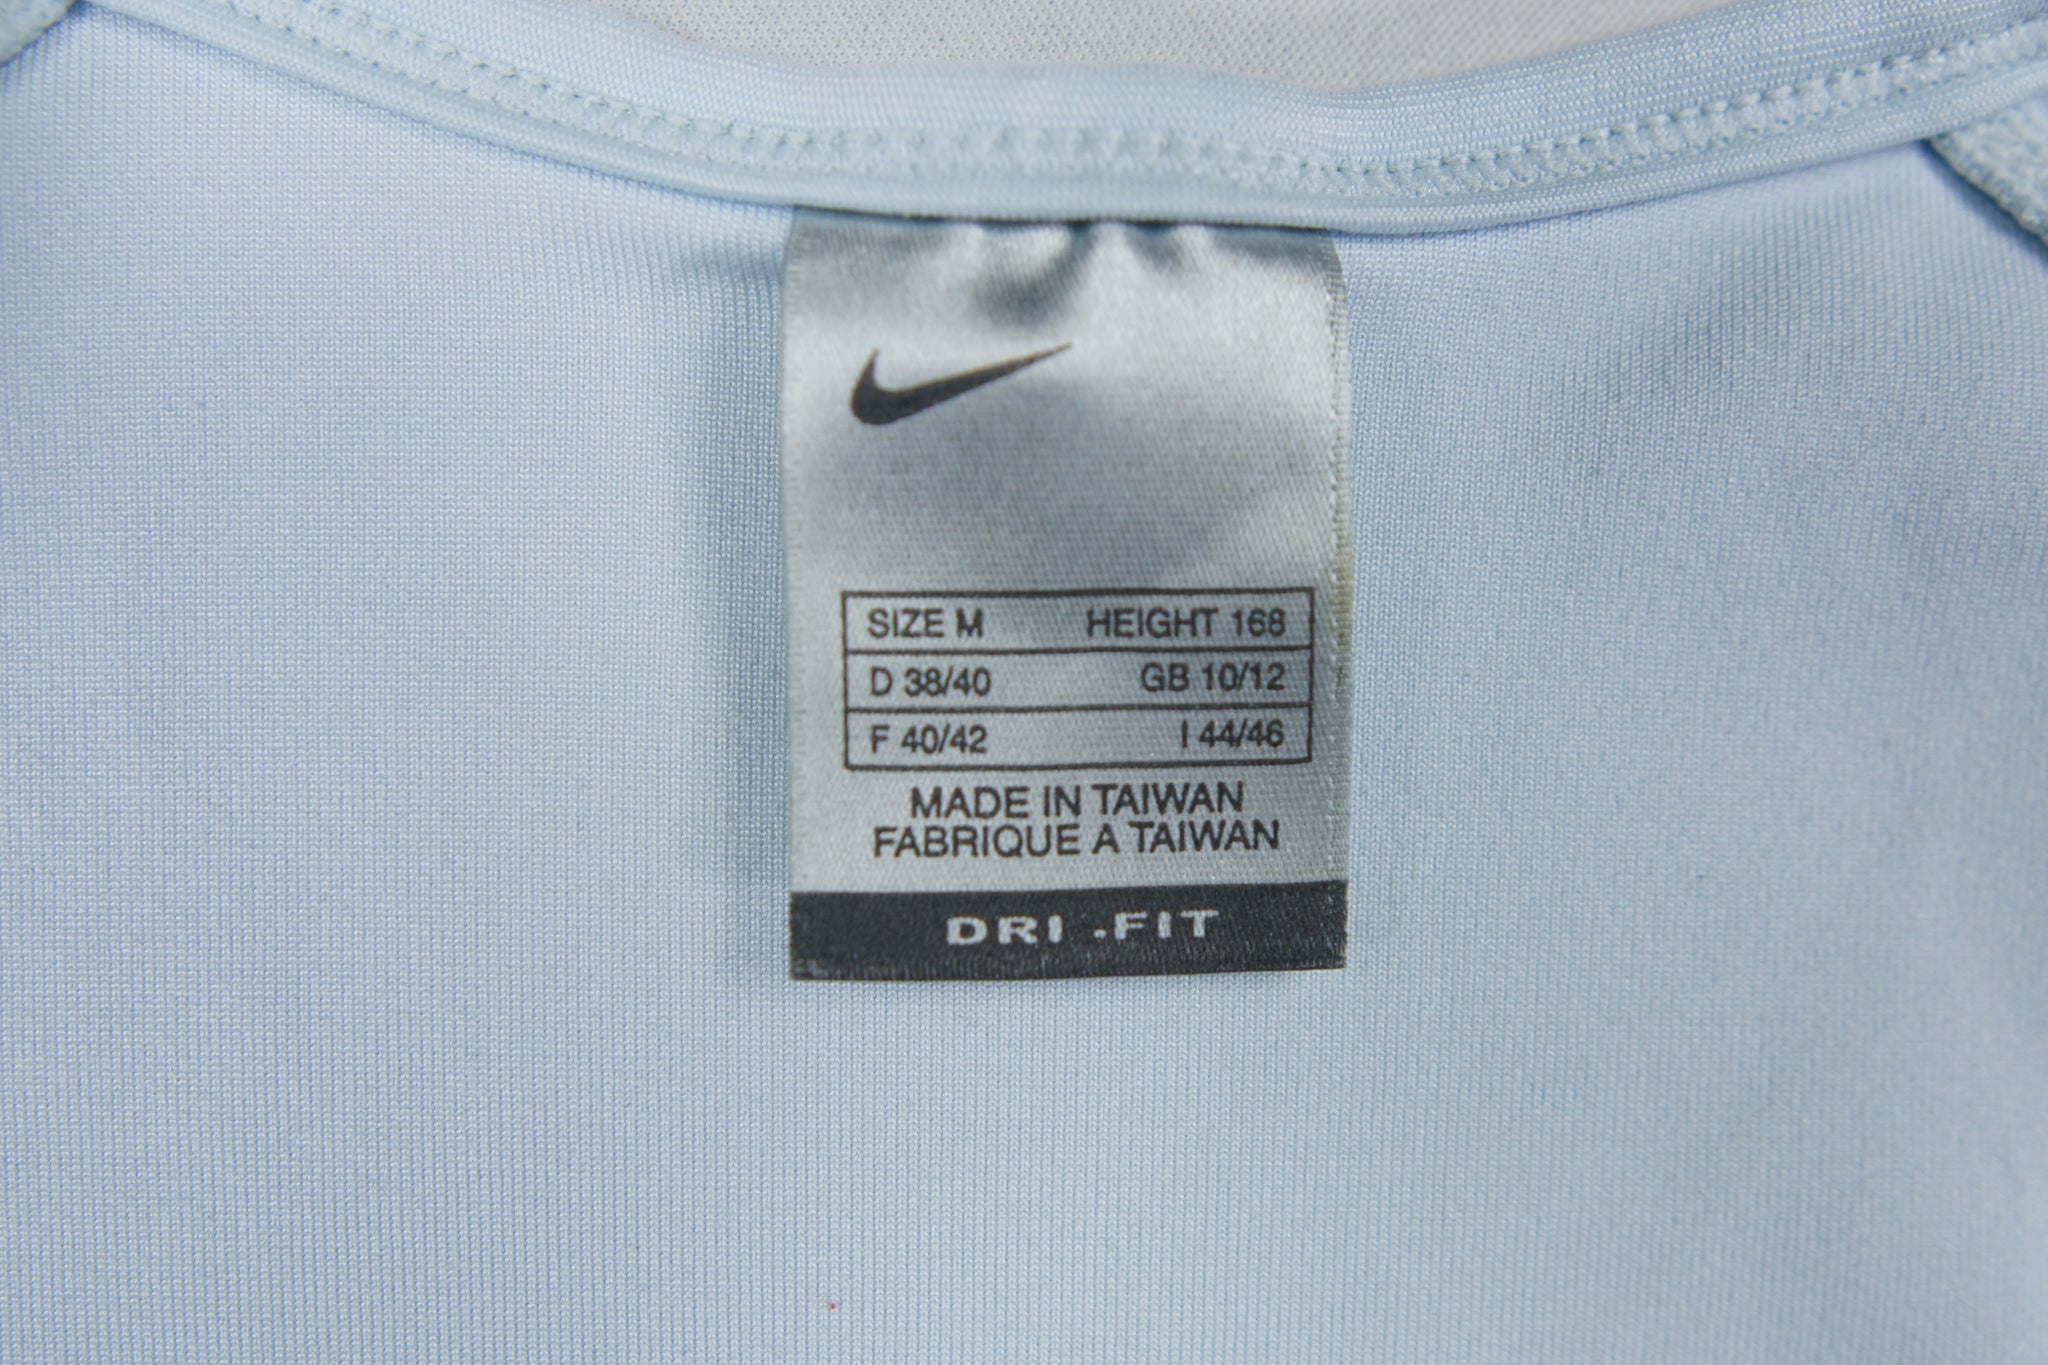 SIZE M HEIGHT 168
D 38/40 GB 10/12
F 40/42 I 44/46
MADE IN TAIWAN
FABRIQUE A TAIWAN
DRI .FIT